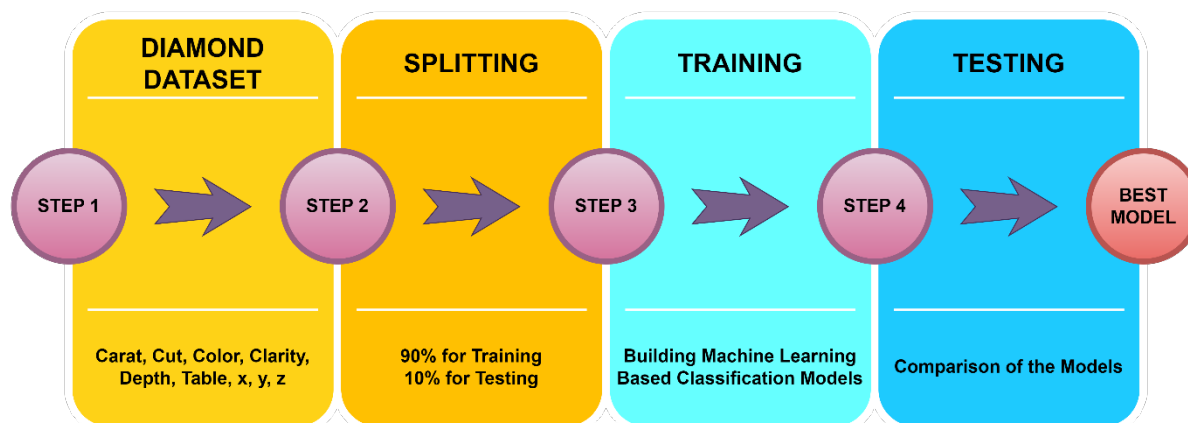 DIAMOND
DATASET
SPLITTING
TRAINING
TESTING
STEP 1
STEP 2
STEP 3
STEP 4
BEST
MODEL
Carat, Cut, Color, Clarity,
Depth, Table, x, y, z
90% for Training
10% for Testing
Building Machine Learning
Based Classification Models
Comparison of the Models